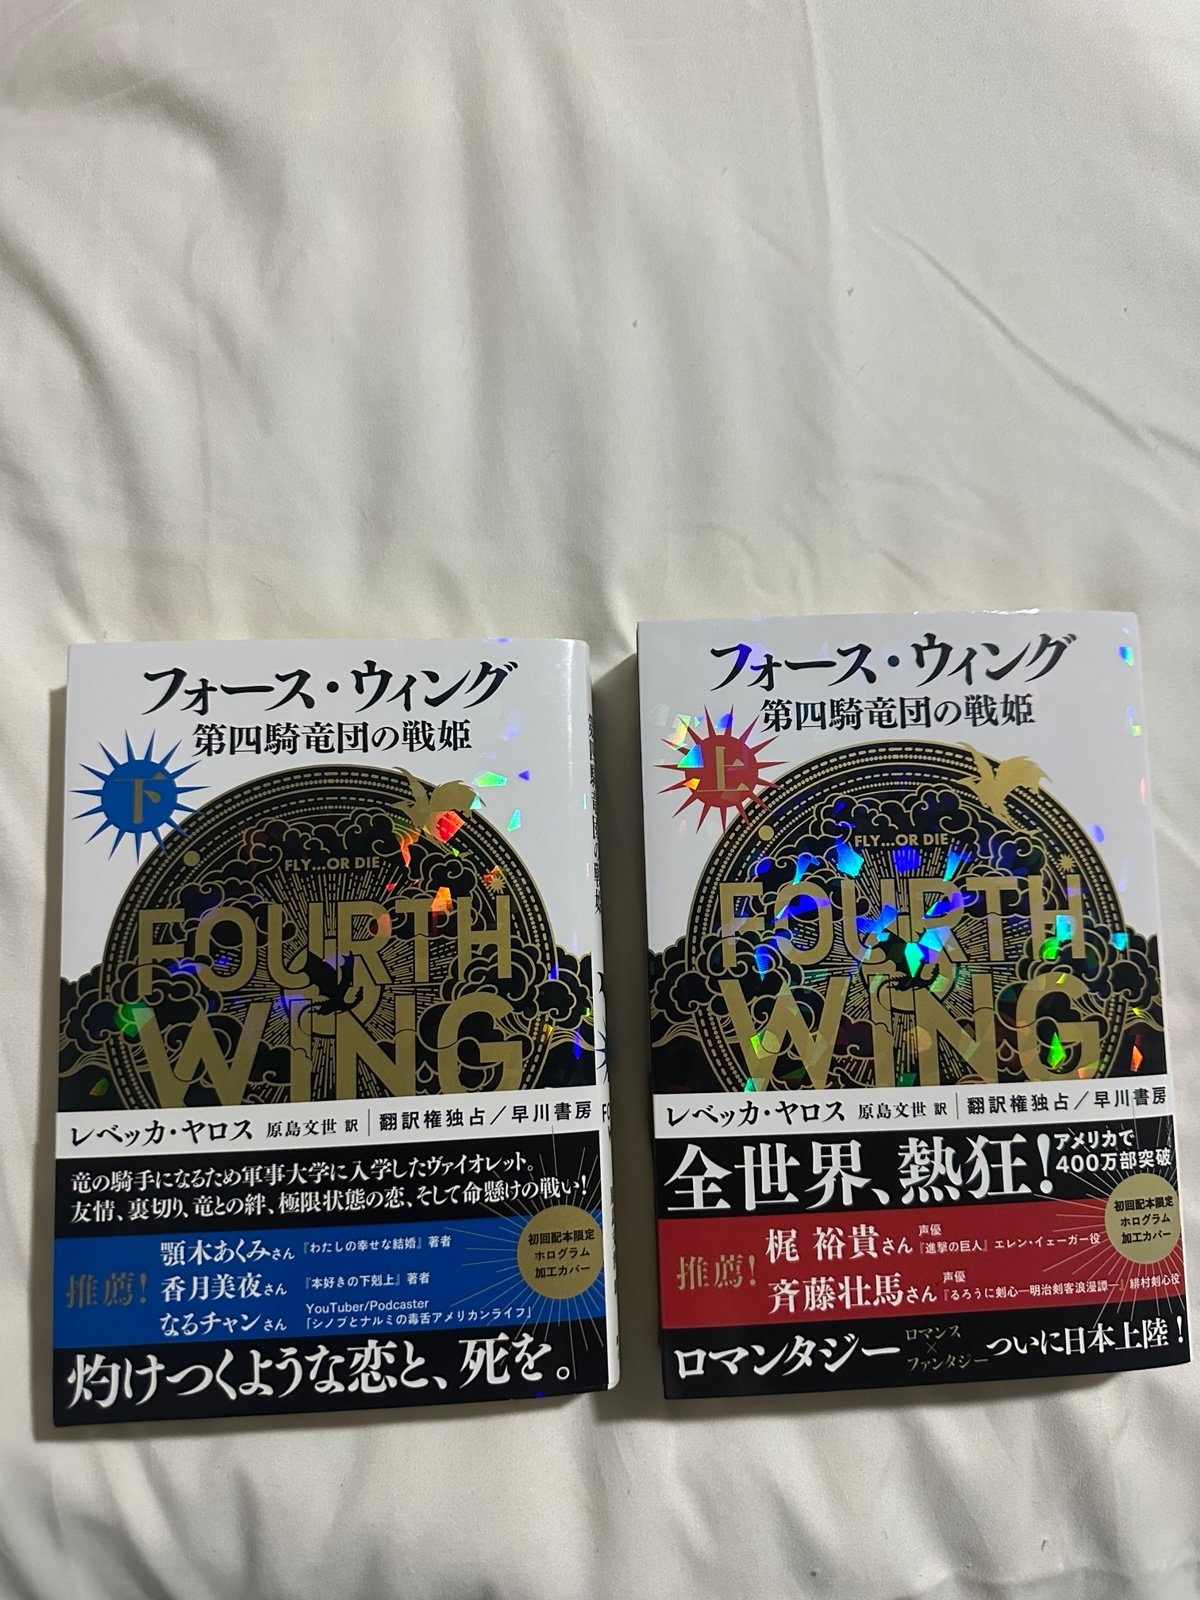 フォース・ウィング
第四騎竜団の戦姫
下
FLY...OR DIE
FOURTH
WING
レベッカ・ヤロス 原島文世 訳 | 翻訳権独占/早川書房
竜の騎手になるため軍事大学に入学したヴァイオレット。
友情、裏切り、竜との絆、極限状態の恋、そして命懸けの戦い!
初回配本限定
ホログラム
加工カバー
推薦!
顎木あくみさん『わたしの幸せな結婚』著者
香月美夜さん『本好きの下剋上』著者
なるチャンさん YouTuber/Podcaster
「シノブとナルミの毒舌アメリカンライフ」
灼けつくような恋と、死を。
フォース・ウィング
第四騎竜団の戦姫
上
FLY...OR DIE
FOURTH
WING
レベッカ・ヤロス 原島文世 訳 | 翻訳権独占/早川書房
全世界、熱狂!
アメリカで
400万部突破
初回配本限定
ホログラム
加工カバー
推薦!
梶 裕貴さん 声優
『進撃の巨人』エレン・イェーガー役
斉藤壮馬さん 声優
『るろうに剣心―明治剣客浪漫譚―』緋村剣心役
ロマンタジー ロマンス×ファンタジー ついに日本上陸!